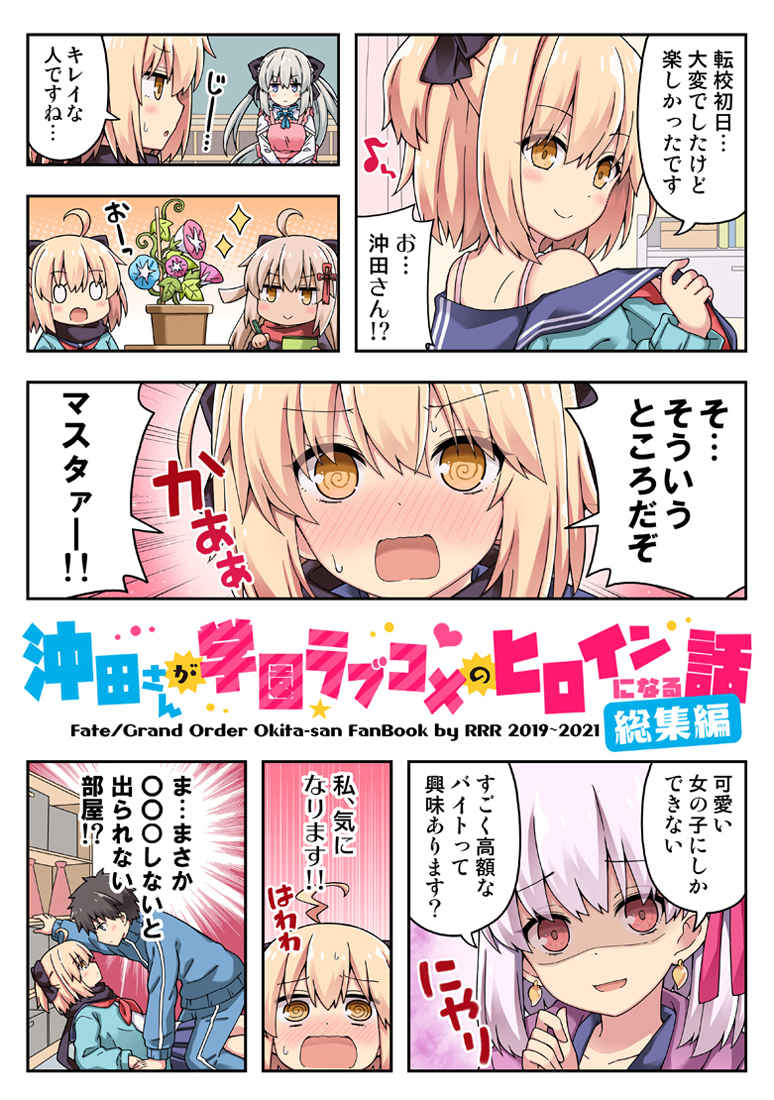 転校初日…
大変でしたけど
楽しかったです
お…
沖田さん!?
じー…
キレイな
人ですね…
おーっ
そ…
そういう
ところだぞ
マスタァー!!
かぁぁ
沖田さんが学園ラブコメのヒロインになる話
総集編
Fate/Grand Order Okita-san FanBook by RRR 2019~2021
可愛い
女の子にしか
できない
すごく高額な
バイトって
興味あります?
にやり
私、気に
なります!!
はわわ
ま…まさか
〇〇〇しないと
出られない
部屋!?